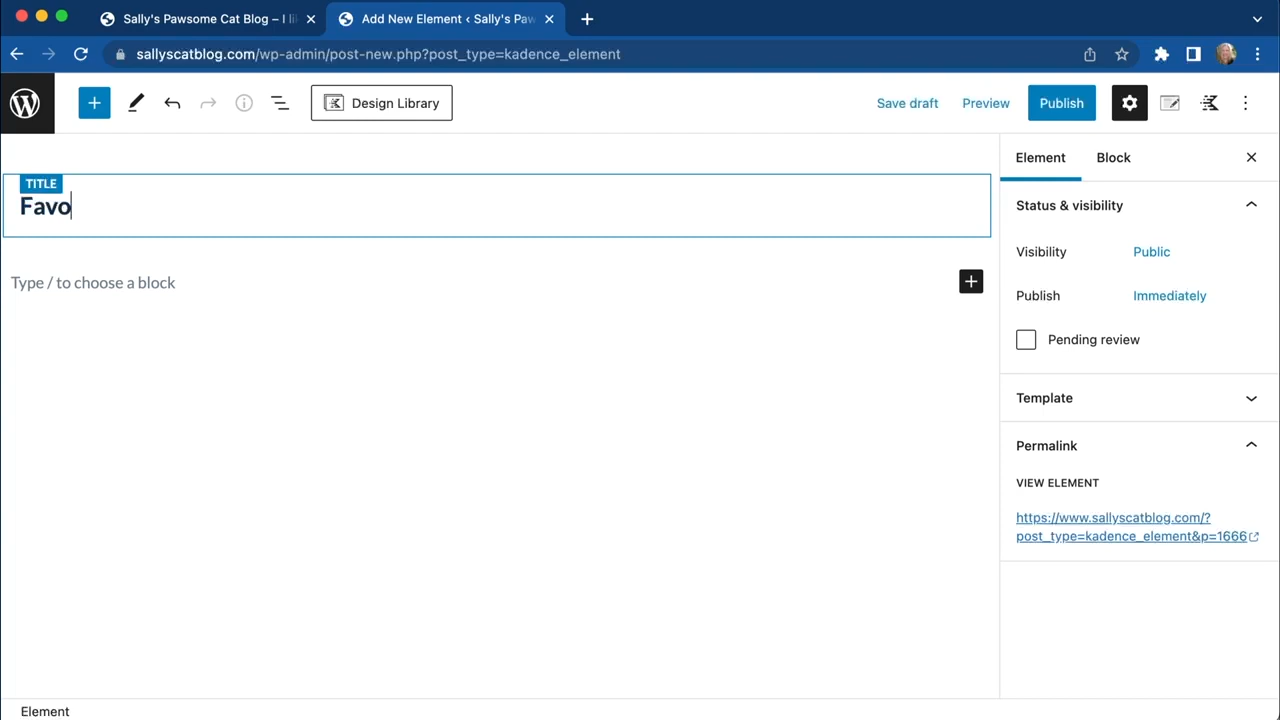 Sally's Pawsome Cat Blog – I li
Add New Element ‹ Sally's Paw
sallyscatblog.com/wp-admin/post-new.php?post_type=kadence_element
Design Library
Save draft
Preview
Publish
TITLE
Favo
Type / to choose a block
Element
Block
Status & visibility
Visibility
Public
Publish
Immediately
Pending review
Template
Permalink
VIEW ELEMENT
https://www.sallyscatblog.com/?
post_type=kadence_element&p=1666
Element